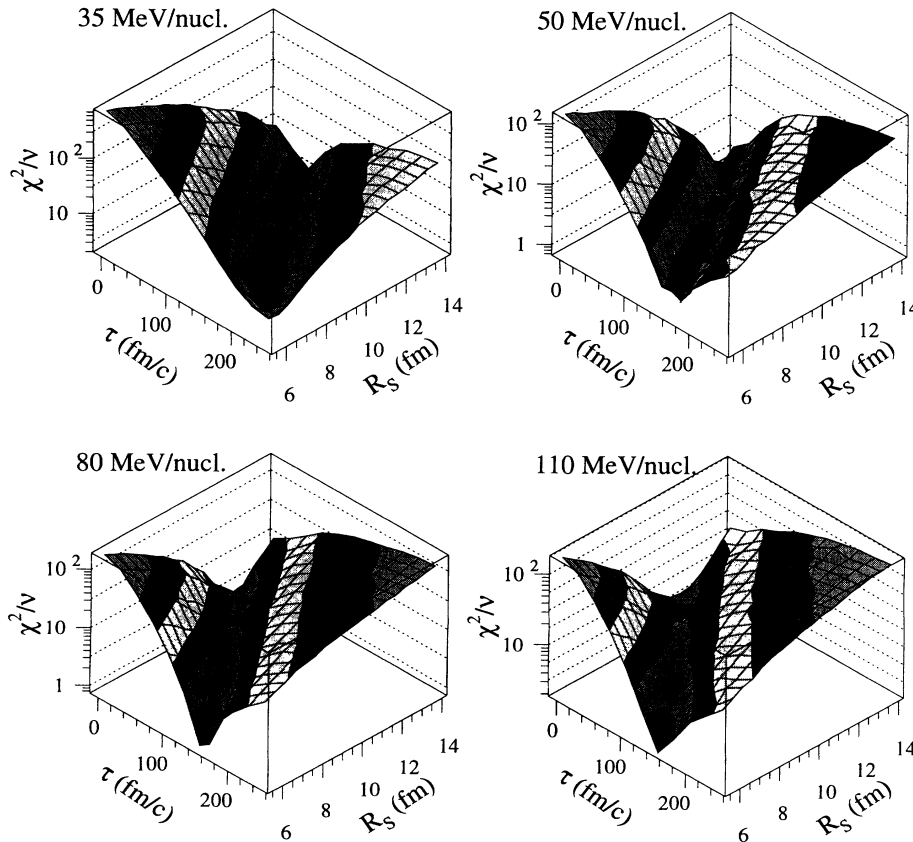 35 MeV/nucl.
χ²/ν
10²
10
0
100
200
τ (fm/c)
6
8
10
12
14
R_S (fm)
50 MeV/nucl.
χ²/ν
10²
10
1
0
100
200
τ (fm/c)
6
8
10
12
14
R_S (fm)
80 MeV/nucl.
χ²/ν
10²
10
1
0
100
200
τ (fm/c)
6
8
10
12
14
R_S (fm)
110 MeV/nucl.
χ²/ν
10²
10
0
100
200
τ (fm/c)
6
8
10
12
14
R_S (fm)